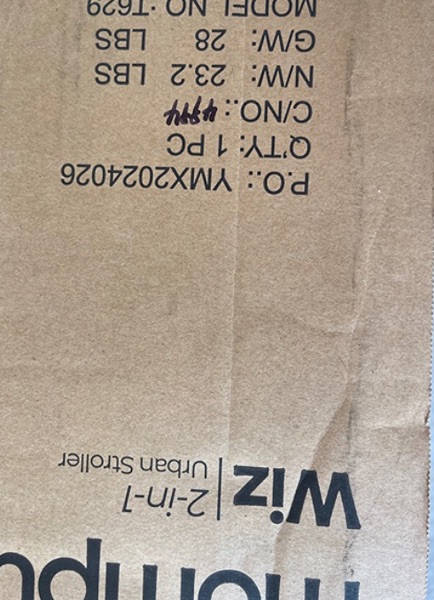 mompu
Wiz | 2-in-1
Urban Stroller
P.O.: YMX2024026
Q'TY: 1 PC
C/NO.:
N/W: 23.2 LBS
G/W: 28 LBS
MODEL NO.:T629